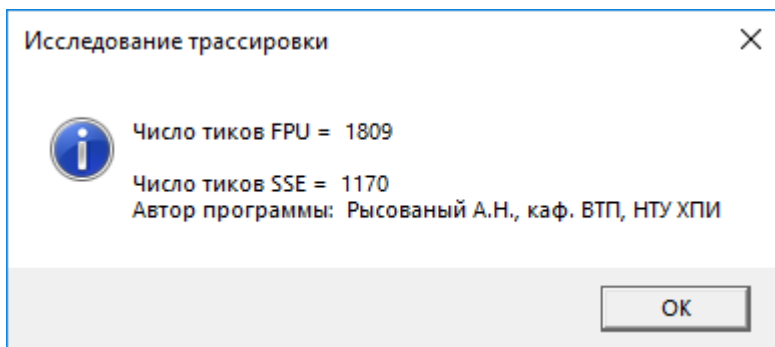 Исследование трассировки
Число тиков FPU = 1809
Число тиков SSE = 1170
Автор программы: Рысованый А.Н., каф. ВТП, НТУ ХПИ
OK